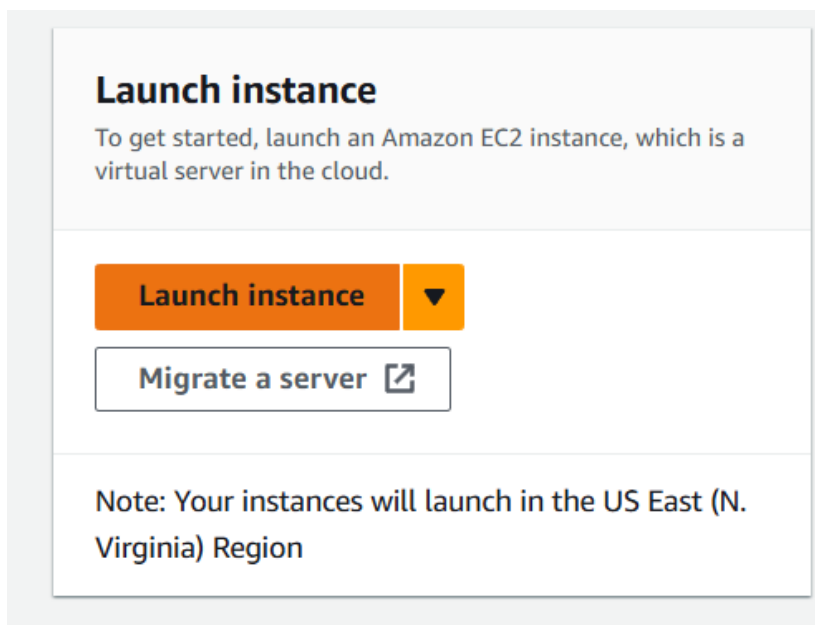 Launch instance
To get started, launch an Amazon EC2 instance, which is a
virtual server in the cloud.
Launch instance
Migrate a server
Note: Your instances will launch in the US East (N.
Virginia) Region